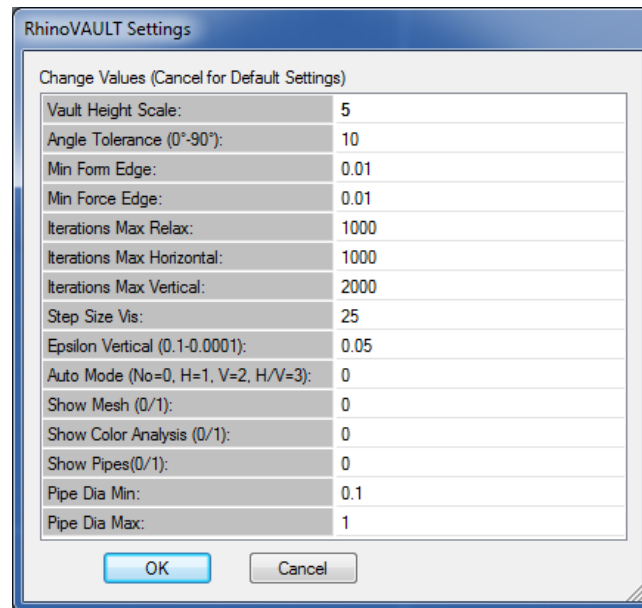 RhinoVAULT Settings
Change Values (Cancel for Default Settings)
Vault Height Scale: 5
Angle Tolerance (0°-90°): 10
Min Form Edge: 0.01
Min Force Edge: 0.01
Iterations Max Relax: 1000
Iterations Max Horizontal: 1000
Iterations Max Vertical: 2000
Step Size Vis: 25
Epsilon Vertical (0.1-0.0001): 0.05
Auto Mode (No=0, H=1, V=2, H/V=3): 0
Show Mesh (0/1): 0
Show Color Analysis (0/1): 0
Show Pipes(0/1): 0
Pipe Dia Min: 0.1
Pipe Dia Max: 1
OK Cancel